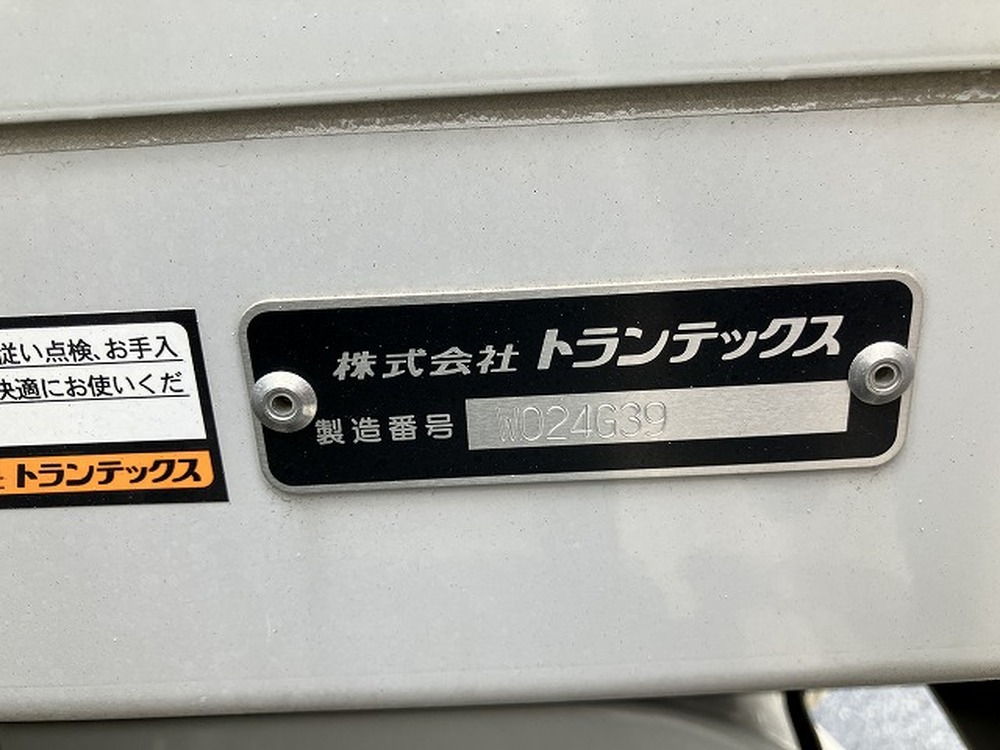 従い点検、お手入
快適にお使いくだ
トランテックス
株式会社 トランテックス
製造番号 W024G39